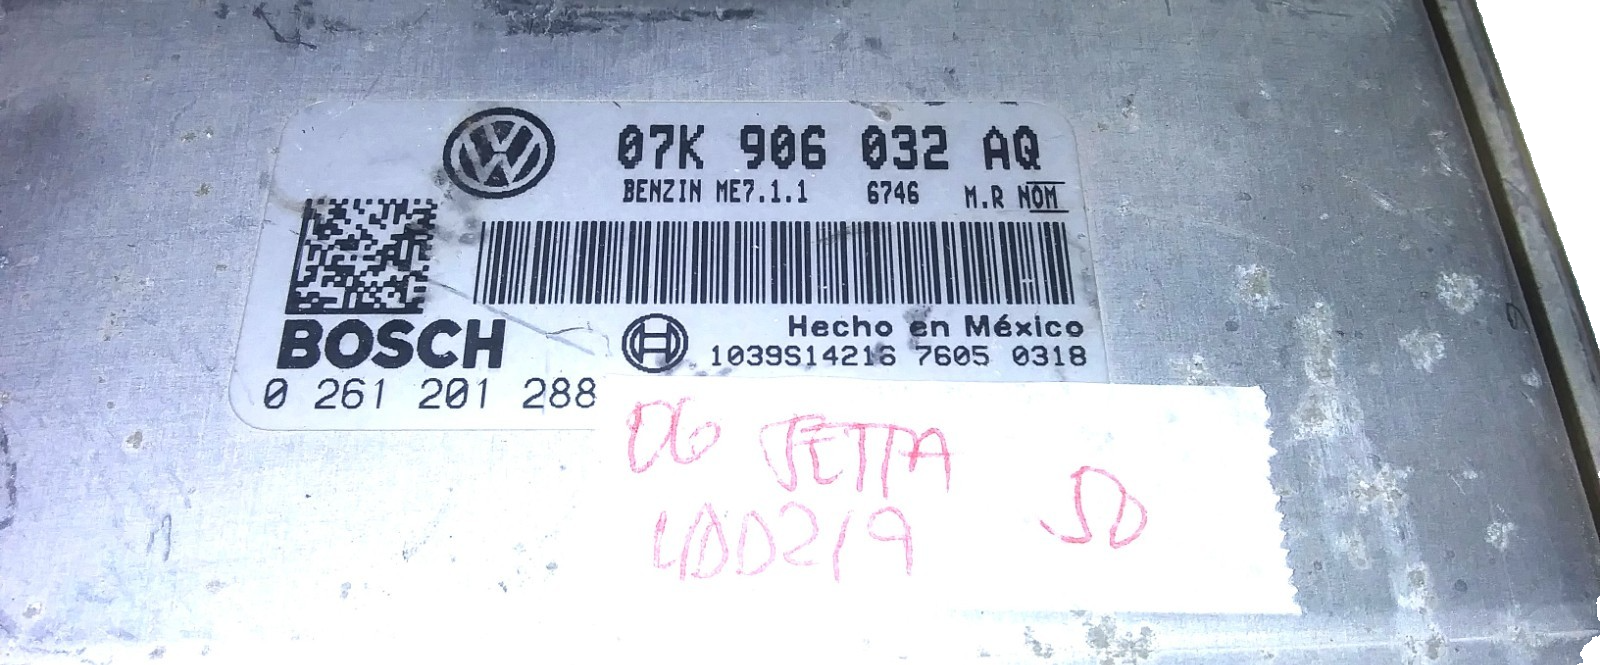 07K 906 032 AQ
BENZIN ME7.1.1 6746 M.R NOM
BOSCH
Hecho en México
1039S14216 7605 0318
0 261 201 288
06 JETTA